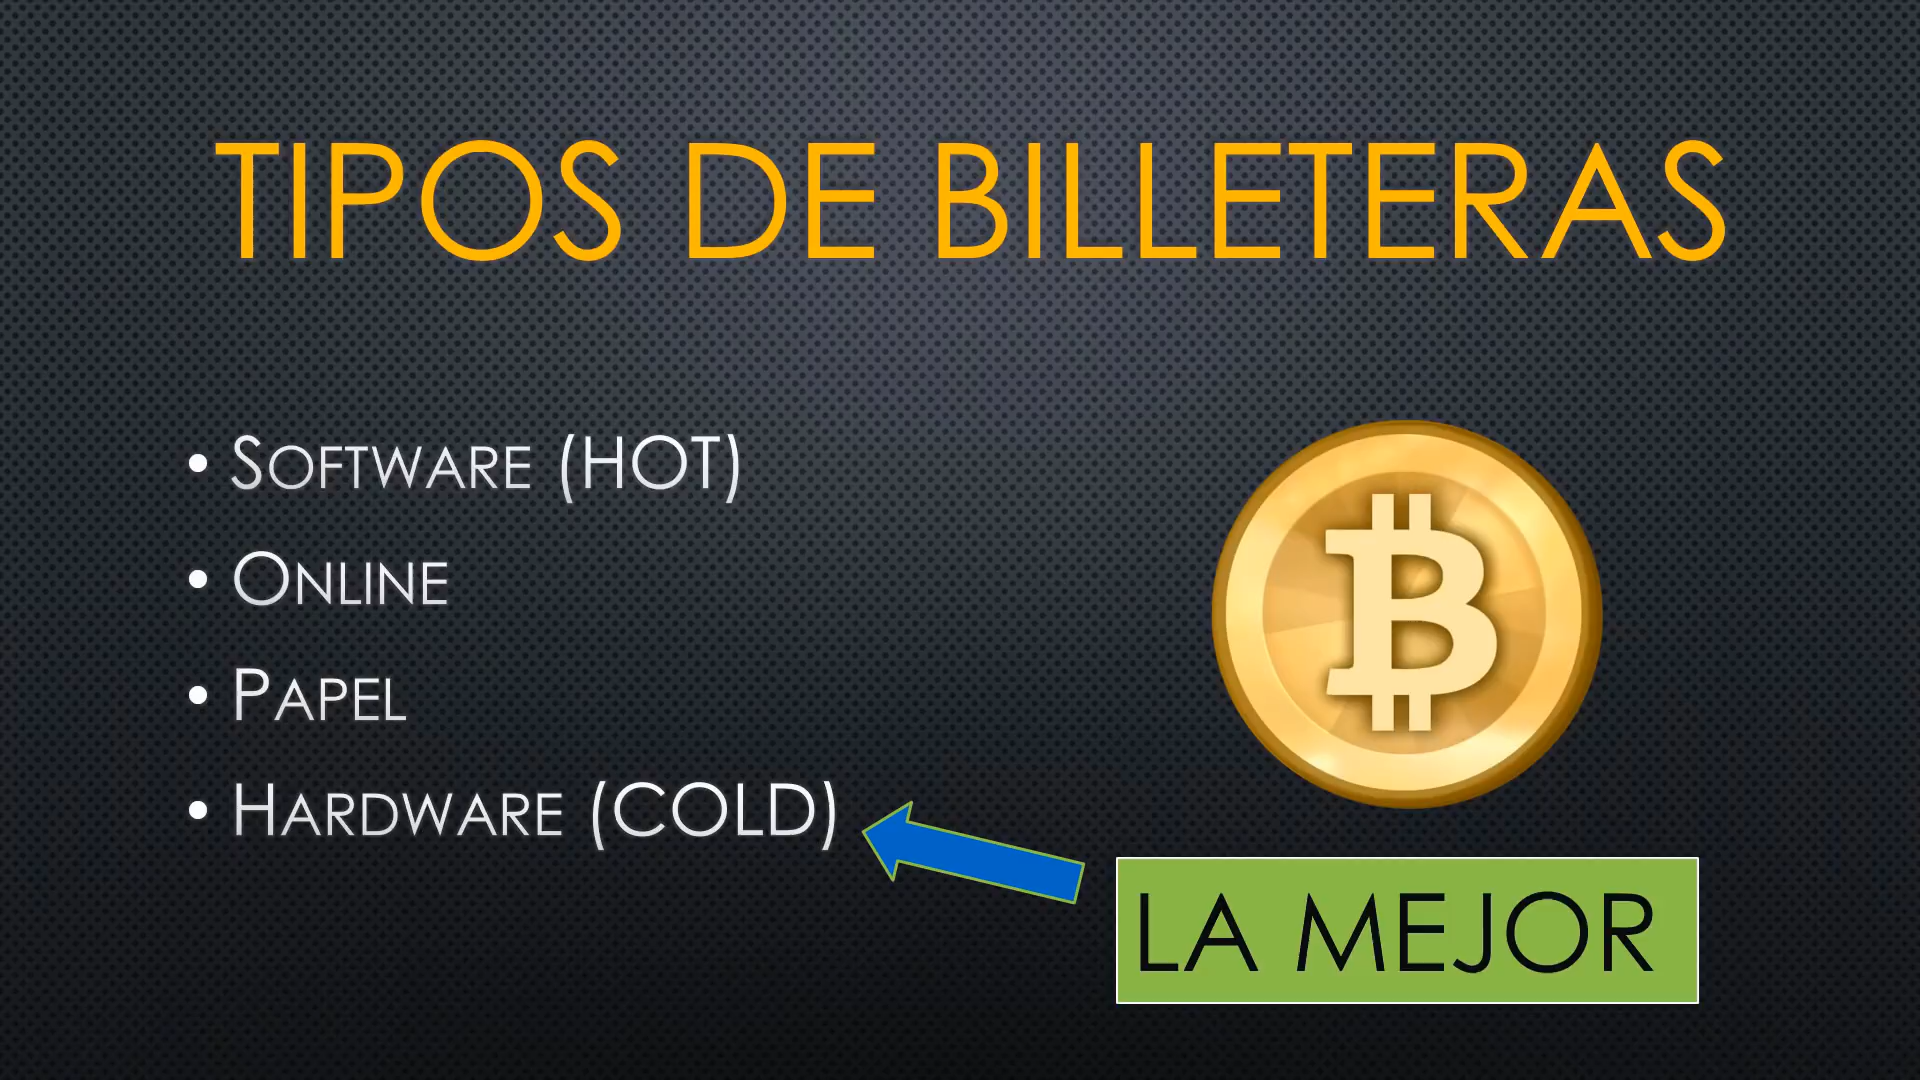 TIPOS DE BILLETERAS
• SOFTWARE (HOT)
• ONLINE
• PAPEL
• HARDWARE (COLD)
LA MEJOR